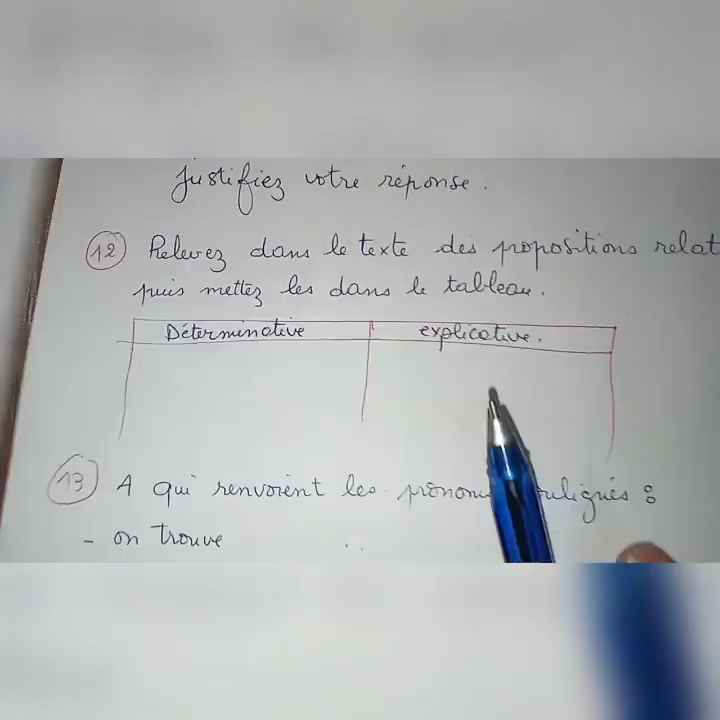 Justifiez votre réponse.
12 Relevez dans le texte des propositions relat
puis mettez les dans le tableau.
Déterminative explicative.
13 A qui renvoient les :
- on trouve